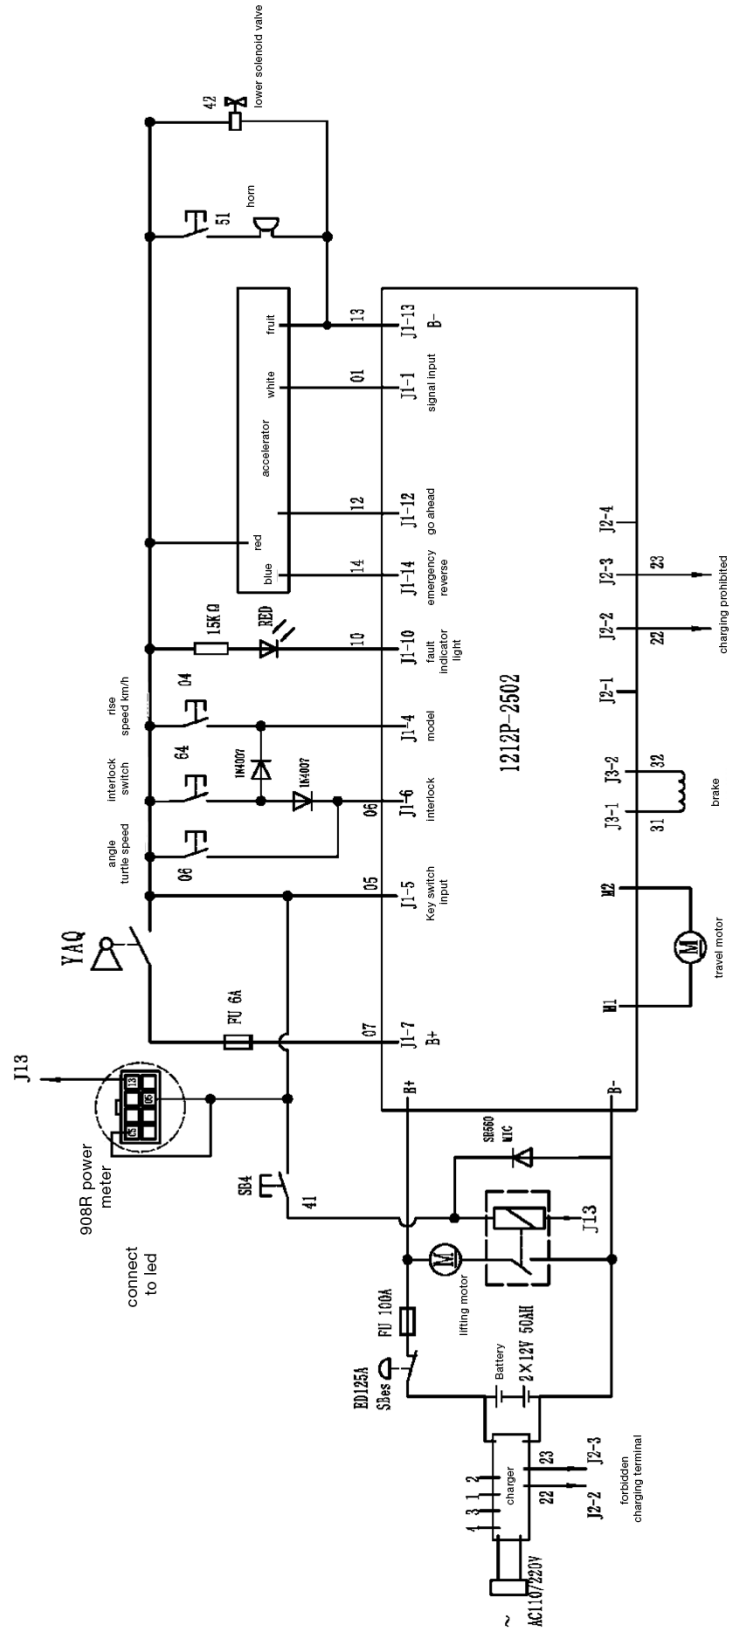 lower solenoid valve
42
51
horn
fruit
white
accelerator
red
blue
13
01
12
14
10
J1-13
B-
J1-1
signal input
J1-12
go ahead
J1-14
emergency
reverse
J1-10
fault
indicator
light
15KΩ
RED
rise
speed km/h
04
J1-4
model
interlock
switch
64
1N4007
1N4007
06
J1-6
interlock
angle
turtle speed
06
05
J1-5
Key switch
input
YAQ
FU 6A
07
J1-7
B+
1212P-2502
J2-4
J2-3
23
J2-2
22
charging prohibited
J2-1
J3-2
32
J3-1
31
brake
M2
M
travel motor
M1
B+
B-
J13
13
05
03
908R power
meter
connect
to led
SB4
41
SR560
MIC
J13
M
lifting motor
FU 100A
ED125A
SBes
Battery
2×12V 50AH
charger
2
1
3
4
23
22
J2-3
J2-2
forbidden
charging terminal
~
AC110/220V